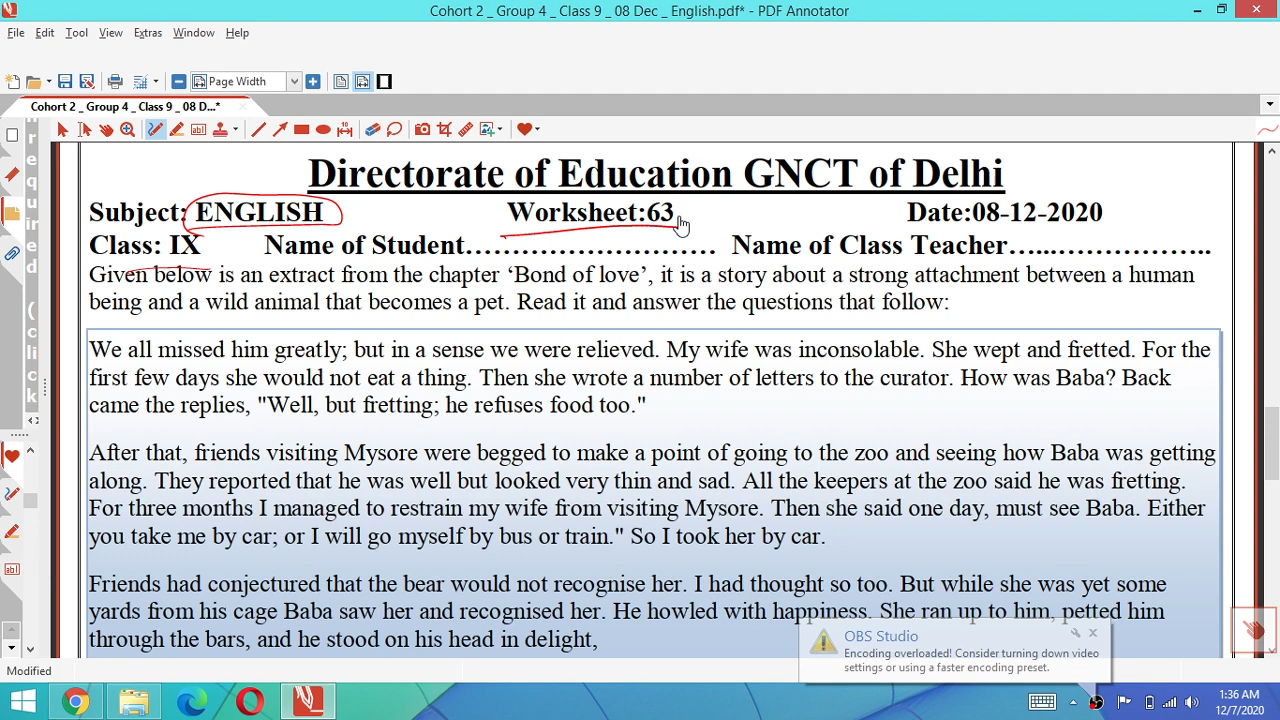 Cohort 2 _ Group 4 _ Class 9 _ 08 Dec _ English.pdf* - PDF Annotator
File Edit Tool View Extras Window Help
Page Width
Cohort 2 _ Group 4 _ Class 9 _ 08 D...*
required (click
Directorate of Education GNCT of Delhi
Subject: ENGLISH Worksheet:63 Date:08-12-2020
Class: IX Name of Student…………………………. Name of Class Teacher…..………………..
Given below is an extract from the chapter ‘Bond of love’, it is a story about a strong attachment between a human
being and a wild animal that becomes a pet. Read it and answer the questions that follow:
We all missed him greatly; but in a sense we were relieved. My wife was inconsolable. She wept and fretted. For the
first few days she would not eat a thing. Then she wrote a number of letters to the curator. How was Baba? Back
came the replies, "Well, but fretting; he refuses food too."
After that, friends visiting Mysore were begged to make a point of going to the zoo and seeing how Baba was getting
along. They reported that he was well but looked very thin and sad. All the keepers at the zoo said he was fretting.
For three months I managed to restrain my wife from visiting Mysore. Then she said one day, must see Baba. Either
you take me by car; or I will go myself by bus or train." So I took her by car.
Friends had conjectured that the bear would not recognise her. I had thought so too. But while she was yet some
yards from his cage Baba saw her and recognised her. He howled with happiness. She ran up to him, petted him
through the bars, and he stood on his head in delight,
OBS Studio
Encoding overloaded! Consider turning down video
settings or using a faster encoding preset.
Modified
1:36 AM
12/7/2020